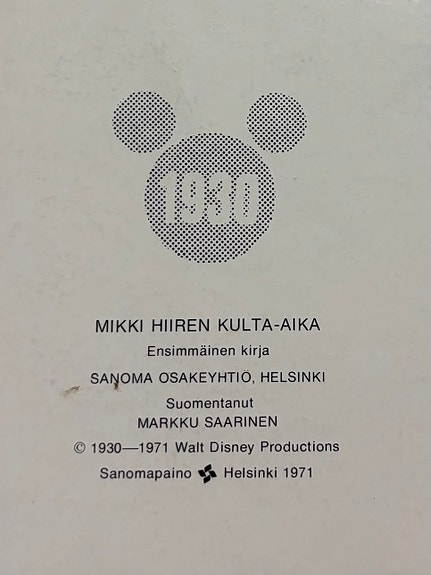 1930
MIKKI HIIREN KULTA-AIKA
Ensimmäinen kirja
SANOMA OSAKEYHTIÖ, HELSINKI
Suomentanut
MARKKU SAARINEN
© 1930—1971 Walt Disney Productions
Sanomapaino Helsinki 1971